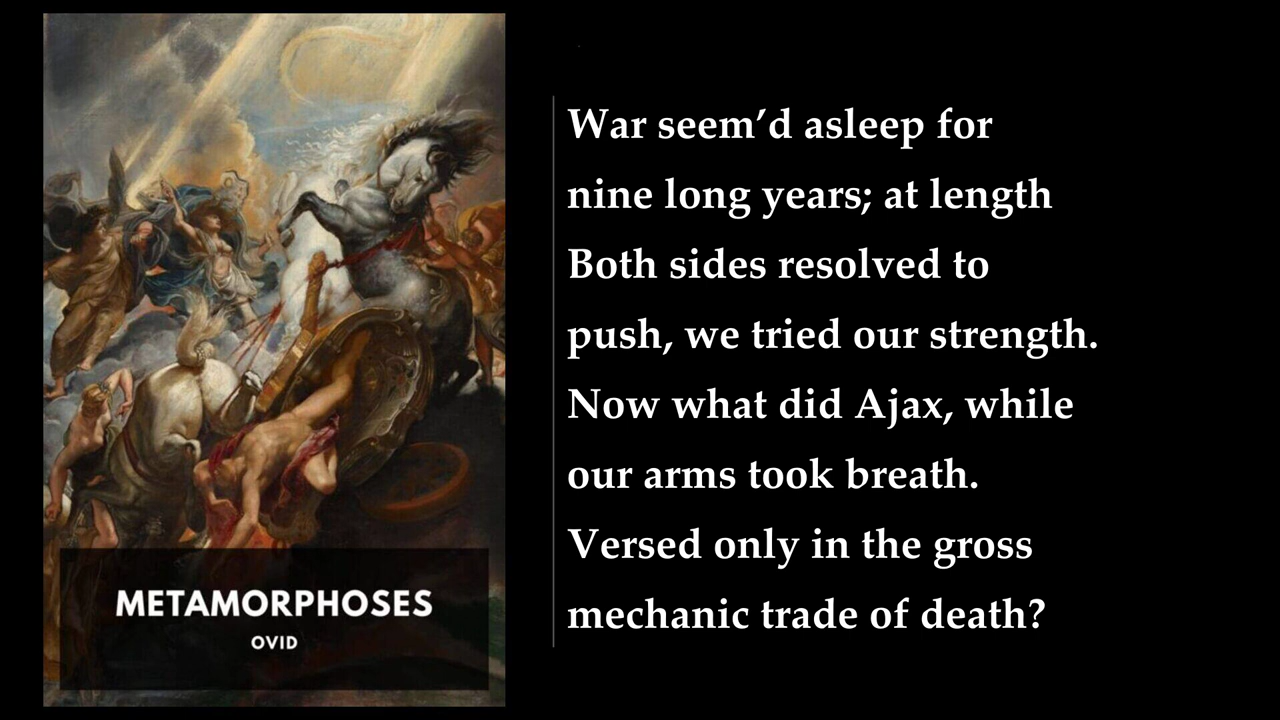 METAMORPHOSES
OVID
War seem’d asleep for
nine long years; at length
Both sides resolved to
push, we tried our strength.
Now what did Ajax, while
our arms took breath.
Versed only in the gross
mechanic trade of death?